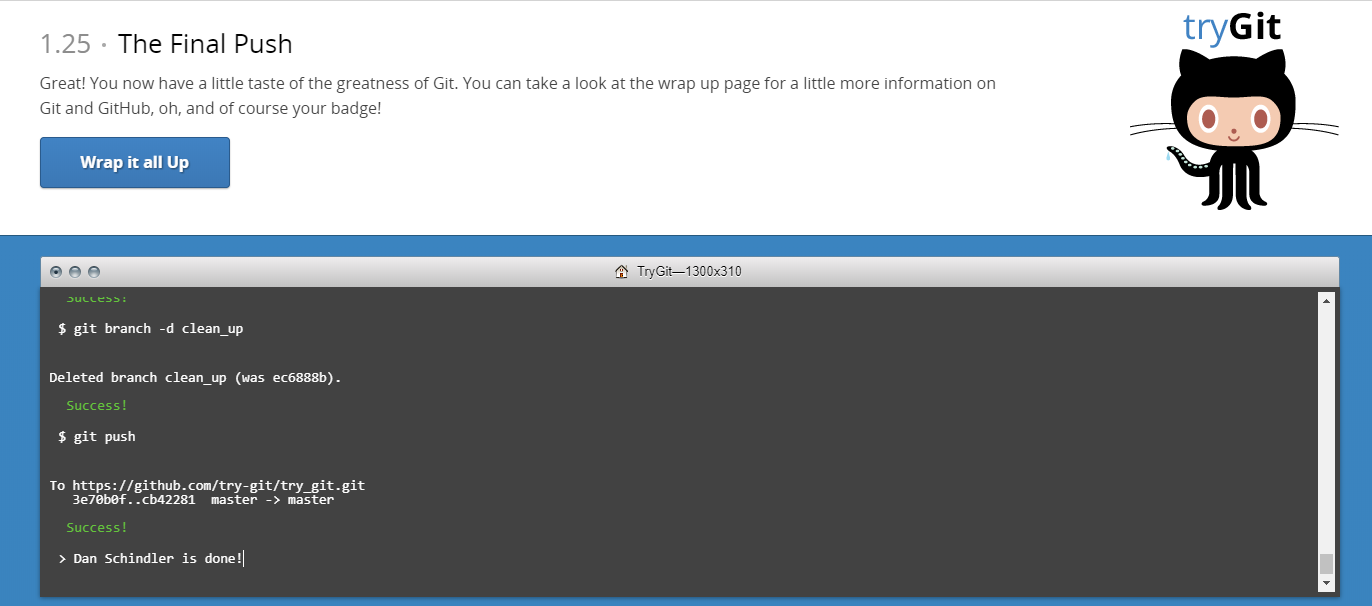 1.25 · The Final Push
tryGit
Great! You now have a little taste of the greatness of Git. You can take a look at the wrap up page for a little more information on
Git and GitHub, oh, and of course your badge!
Wrap it all Up
TryGit—1300x310
Success!
$ git branch -d clean_up
Deleted branch clean_up (was ec6888b).
Success!
$ git push
To https://github.com/try-git/try_git.git
3e70b0f..cb42281  master -> master
Success!
> Dan Schindler is done!